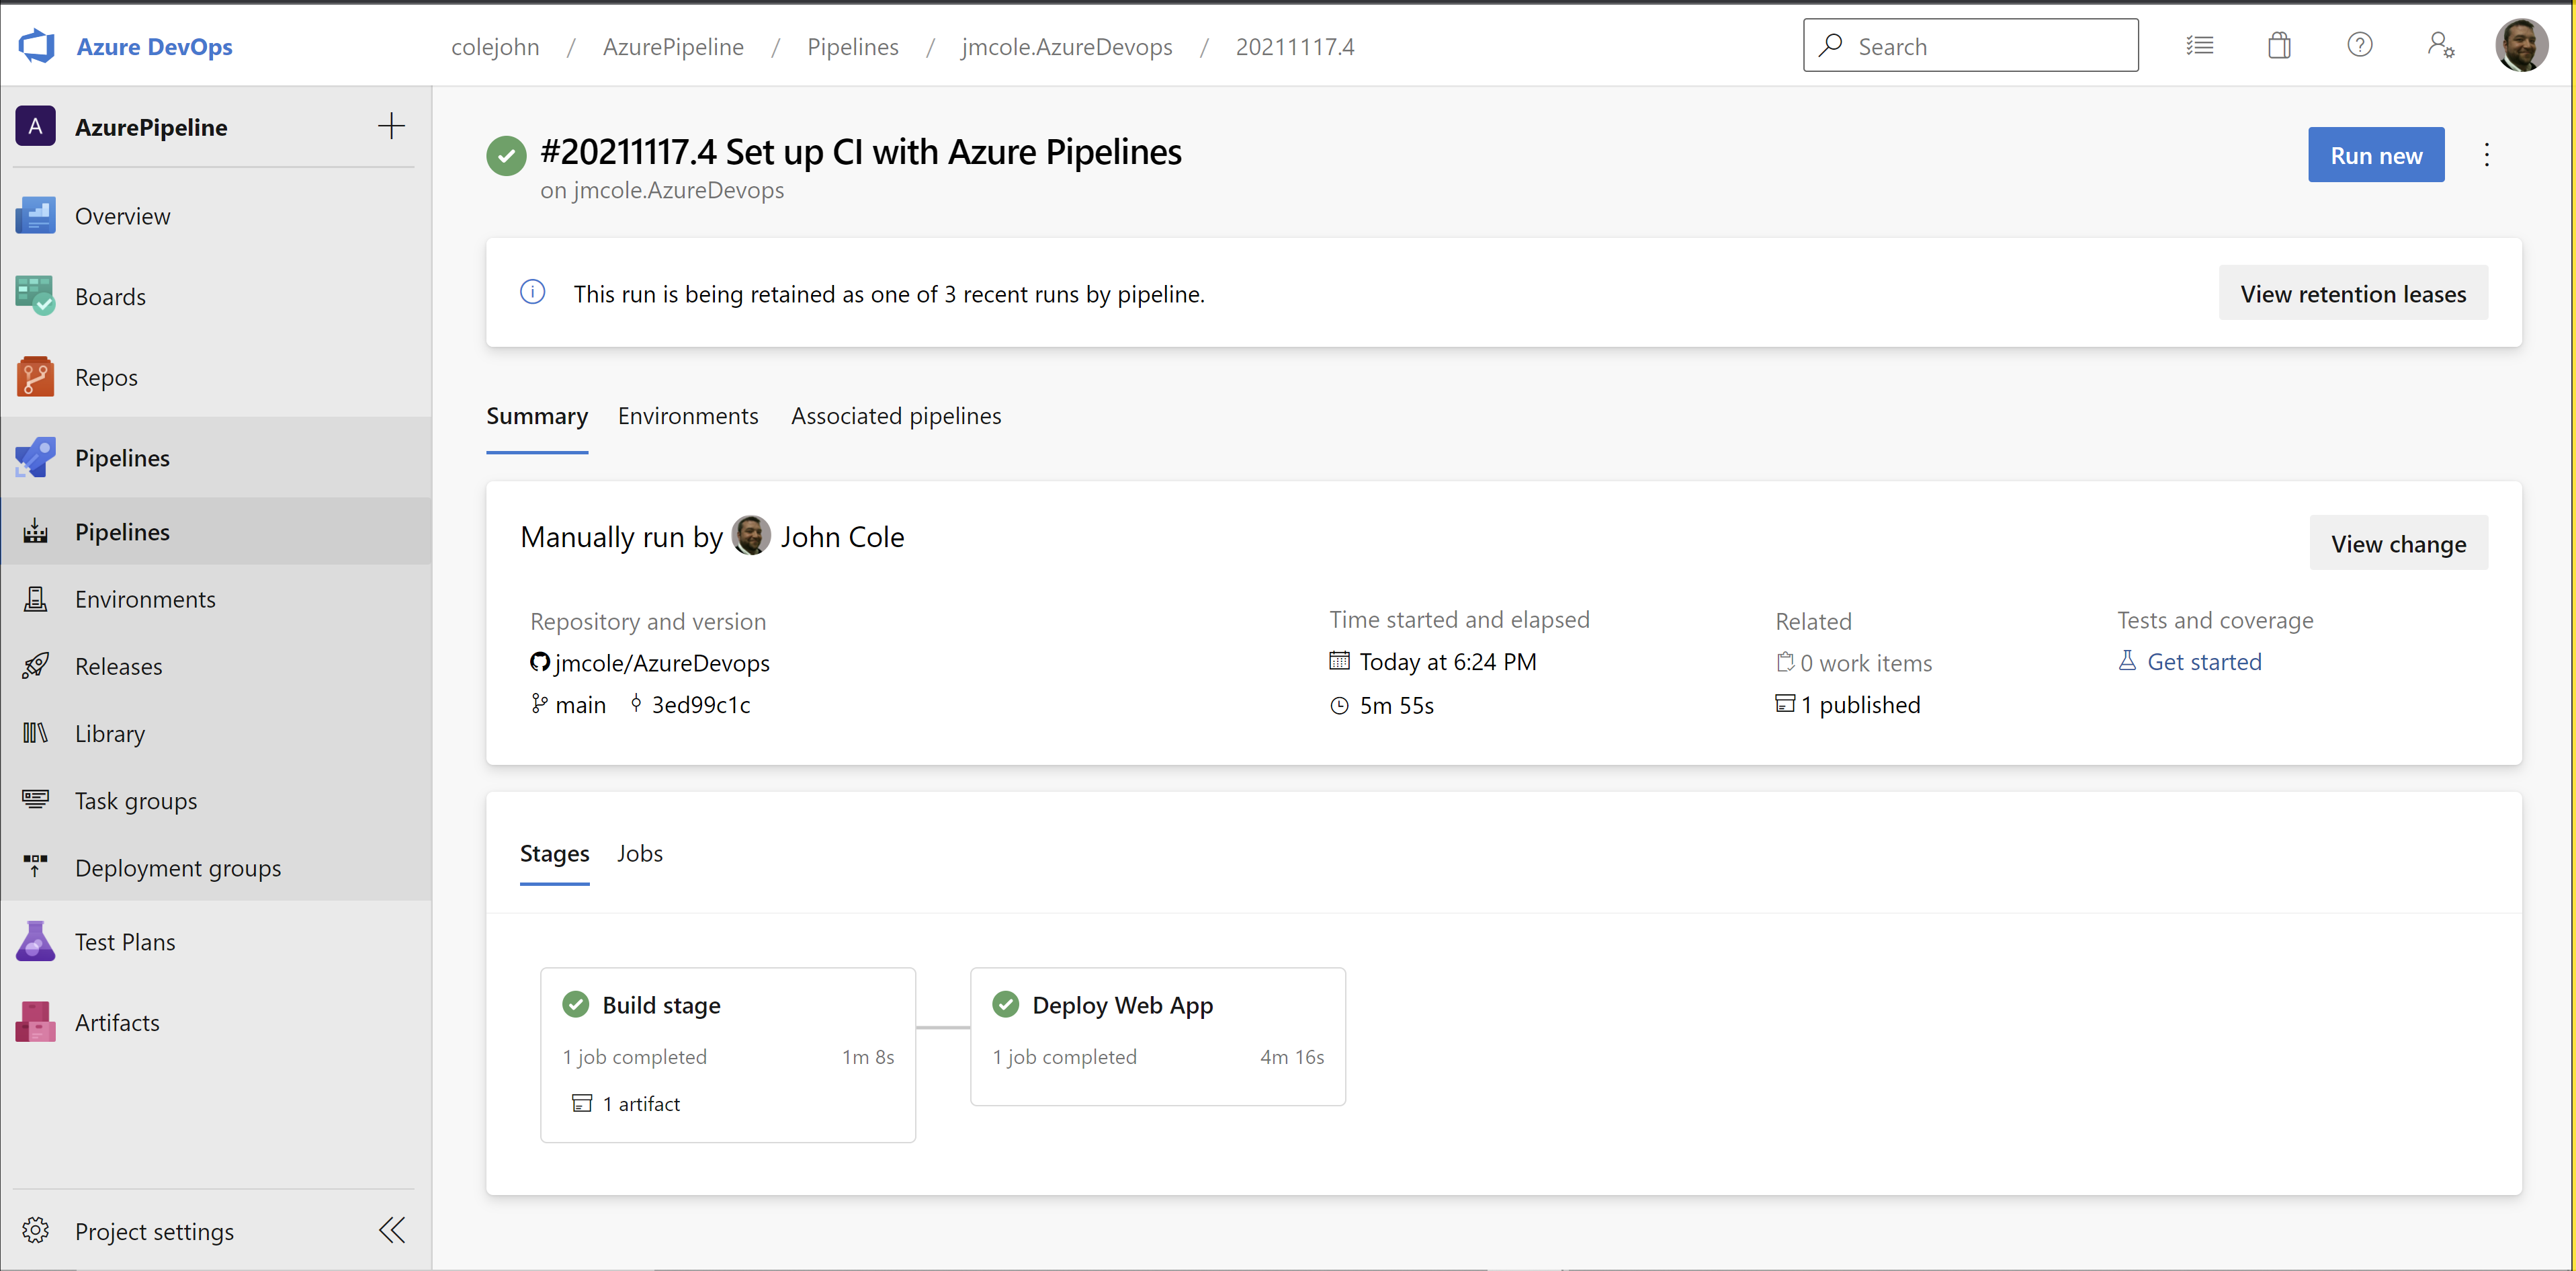 Azure DevOps
colejohn / AzurePipeline / Pipelines / jmcole.AzureDevops / 20211117.4
Search
A AzurePipeline
Overview
Boards
Repos
Pipelines
Pipelines
Environments
Releases
Library
Task groups
Deployment groups
Test Plans
Artifacts
Project settings
#20211117.4 Set up CI with Azure Pipelines
on jmcole.AzureDevops
Run new
This run is being retained as one of 3 recent runs by pipeline.
View retention leases
Summary Environments Associated pipelines
Manually run by John Cole
View change
Repository and version
jmcole/AzureDevops
main 3ed99c1c
Time started and elapsed
Today at 6:24 PM
5m 55s
Related
0 work items
1 published
Tests and coverage
Get started
Stages Jobs
Build stage
1 job completed 1m 8s
1 artifact
Deploy Web App
1 job completed 4m 16s